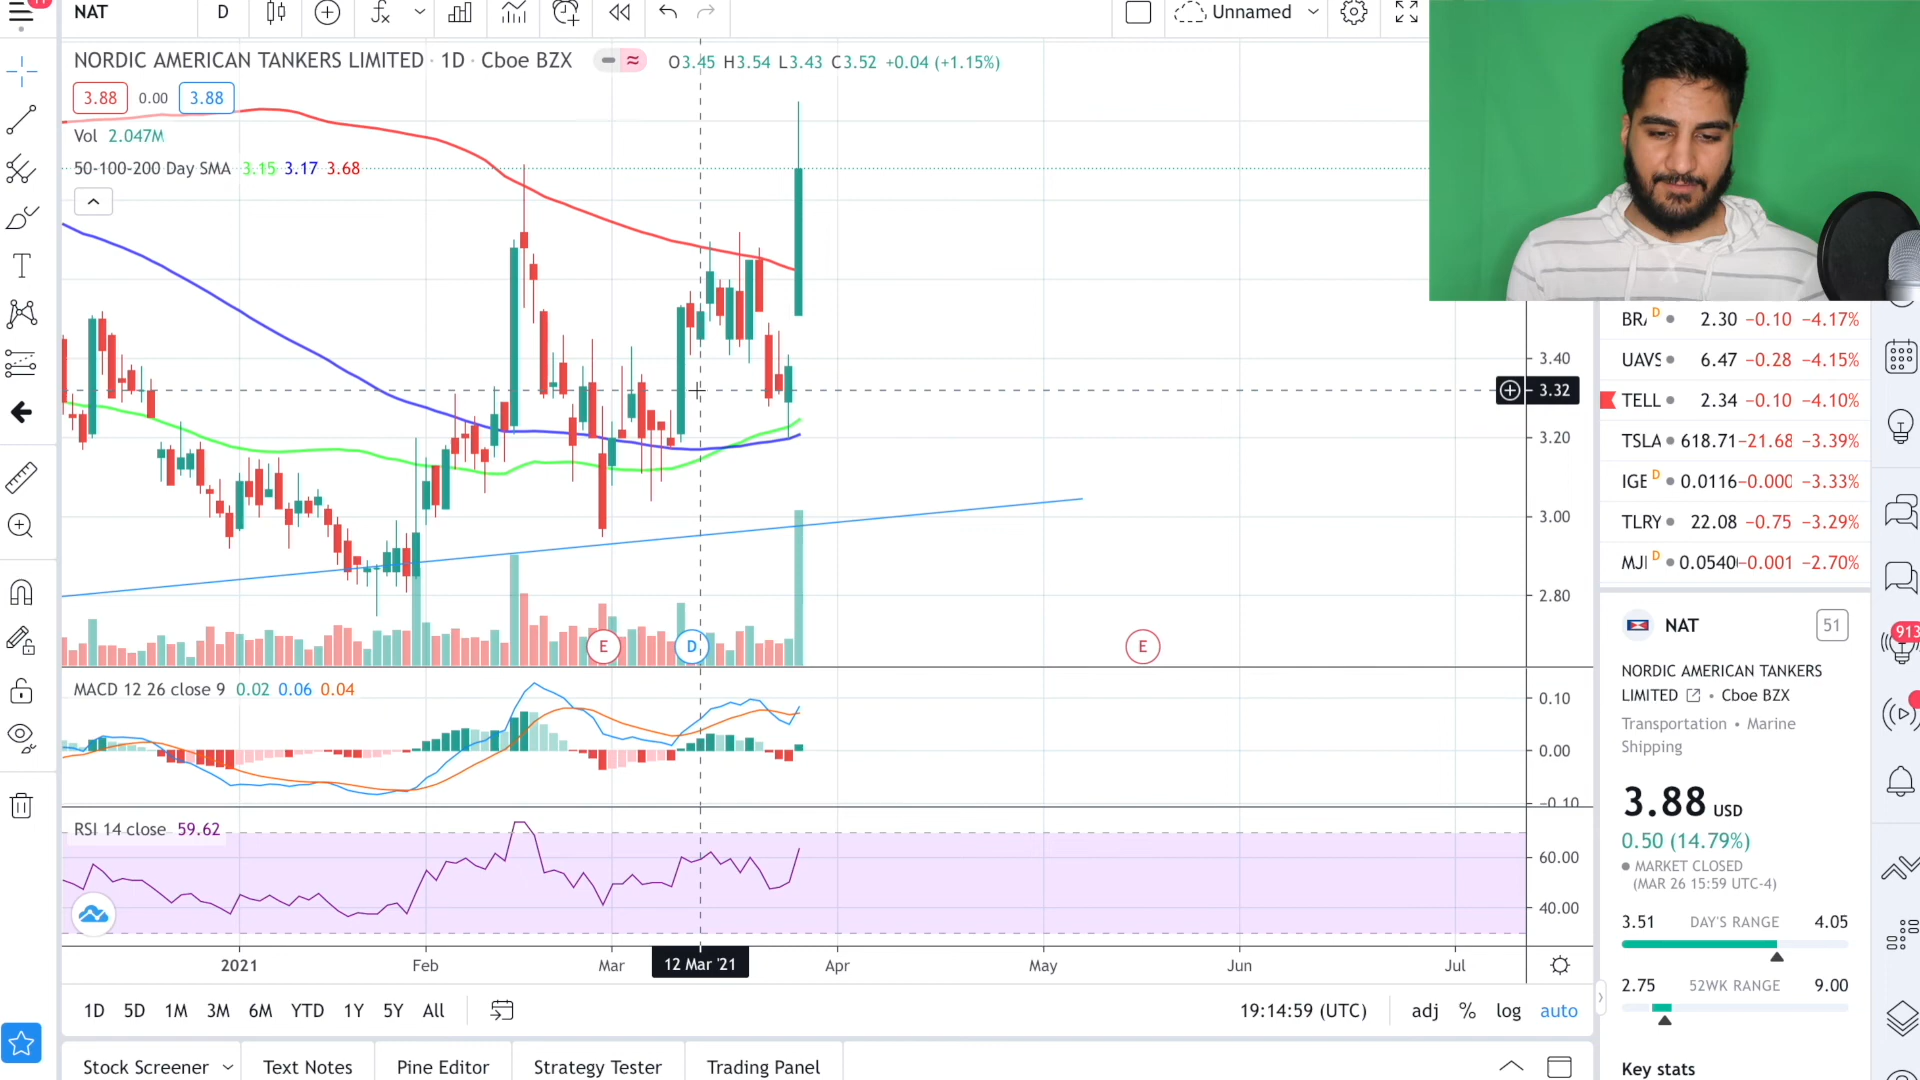 NAT
D
Unnamed
NORDIC AMERICAN TANKERS LIMITED · 1D · Cboe BZX
O3.45 H3.54 L3.43 C3.52 +0.04 (+1.15%)
3.88 0.00 3.88
Vol 2.047M
50-100-200 Day SMA 3.15 3.17 3.68
3.40
3.32
3.20
3.00
2.80
E
D
E
MACD 12 26 close 9 0.02 0.06 0.04
0.10
0.00
−0.10
RSI 14 close 59.62
60.00
40.00
2021 Feb Mar 12 Mar '21 Apr May Jun Jul
1D 5D 1M 3M 6M YTD 1Y 5Y All
19:14:59 (UTC) adj % log auto
Stock Screener Text Notes Pine Editor Strategy Tester Trading Panel
BR D 2.30 −0.10 −4.17%
UAVS 6.47 −0.28 −4.15%
TELL 2.34 −0.10 −4.10%
TSLA 618.71 −21.68 −3.39%
IGE D 0.0116 −0.000 −3.33%
TLRY 22.08 −0.75 −3.29%
MJ D 0.0540 −0.001 −2.70%
NAT 51
NORDIC AMERICAN TANKERS
LIMITED • Cboe BZX
Transportation • Marine
Shipping
3.88 USD
0.50 (14.79%)
MARKET CLOSED
(MAR 26 15:59 UTC-4)
3.51 DAY'S RANGE 4.05
2.75 52WK RANGE 9.00
Key stats
913